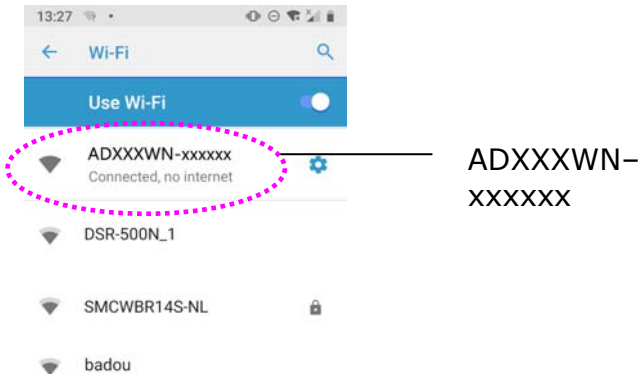 13:27
Wi-Fi
Use Wi-Fi
ADXXXWN-xxxxxx
Connected, no internet
DSR-500N_1
SMCWBR14S-NL
badou
ADXXXWN-
xxxxxx